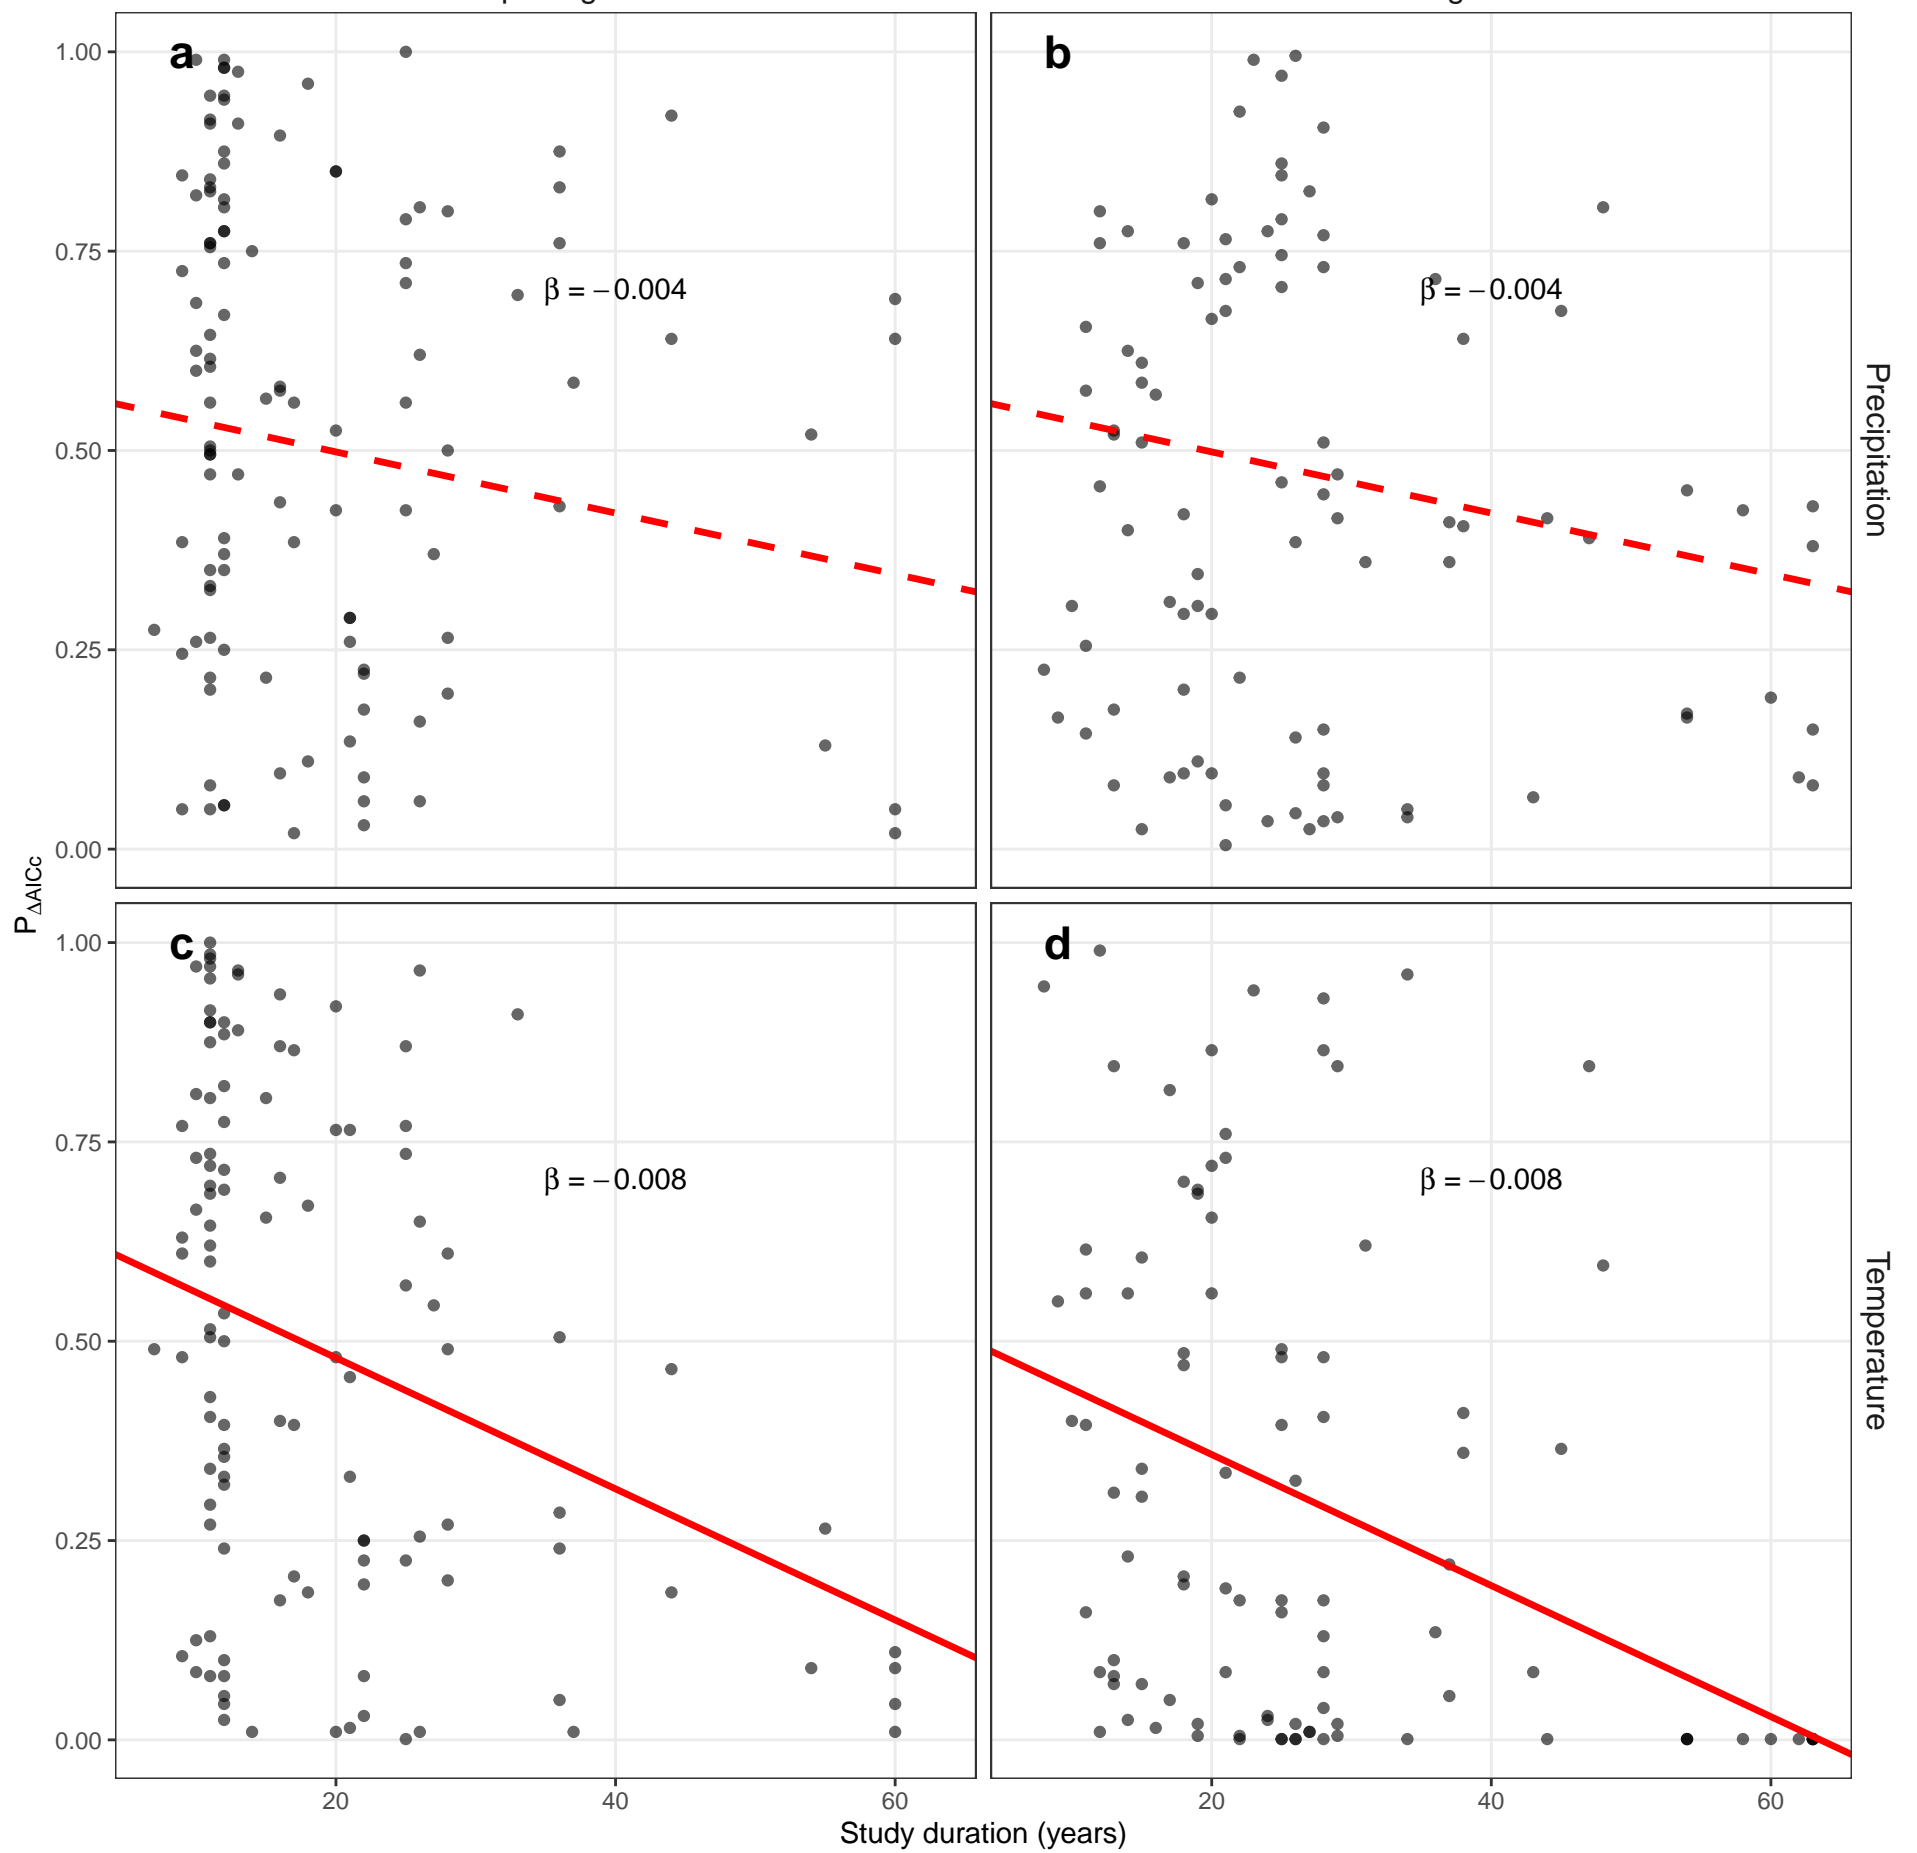 a
b
1.00
0.75
0.50
0.25
0.00
β = −0.004
β = −0.004
Precipitation
P ΔAICc
c
d
1.00
0.75
0.50
0.25
0.00
β = −0.008
β = −0.008
Temperature
20
40
60
20
40
60
Study duration (years)